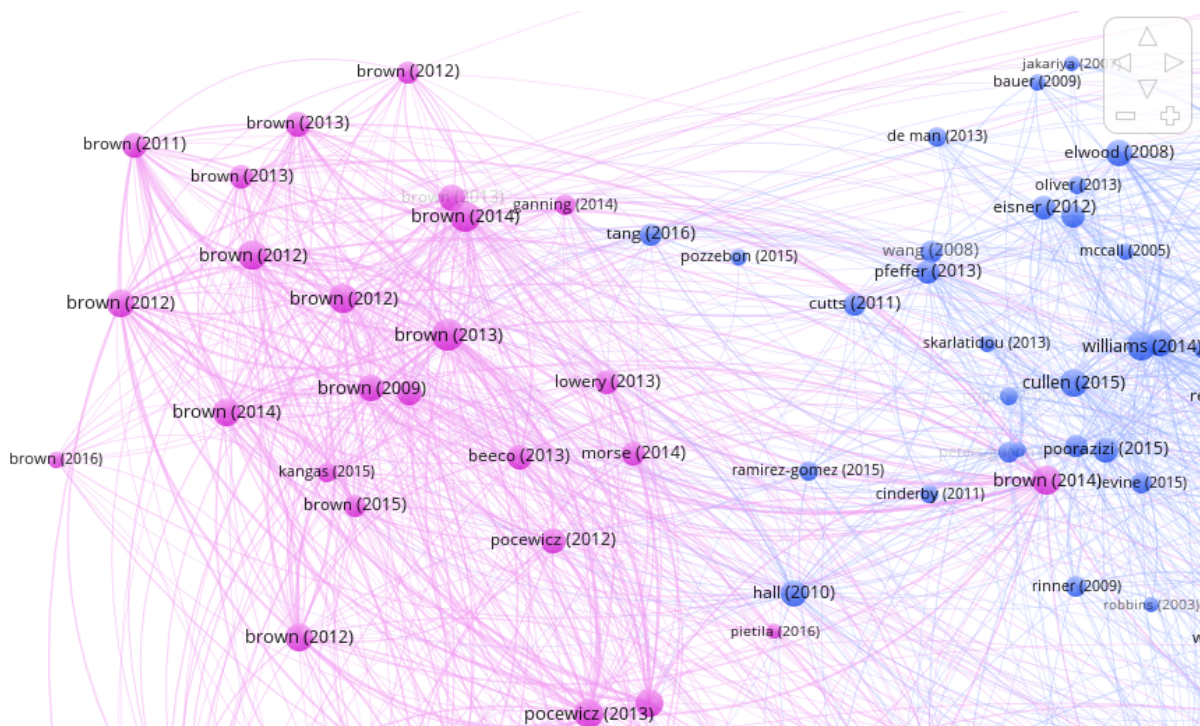 jakariya (200
brown (2012)
bauer (2009)
brown (2013)
de man (2013)
brown (2011)
elwood (2008)
brown (2013)
oliver (2013)
brown (2013)
ganning (2014)
eisner (2012)
brown (2014)
tang (2016)
wang (2008)
mccall (2005)
brown (2012)
pozzebon (2015)
pfeffer (2013)
brown (2012)
brown (2012)
cutts (2011)
brown (2013)
skarlatidou (2013)
williams (2014)
lowery (2013)
cullen (2015)
brown (2009)
brown (2014)
poorazizi (2015)
morse (2014)
beeco (2013)
brown (2016)
kangas (2015)
ramirez-gomez (2015)
brown (2014)
evine (2015)
cinderby (2011)
brown (2015)
pocewicz (2012)
rinner (2009)
hall (2010)
robbins (2003)
pietila (2016)
brown (2012)
pocewicz (2013)